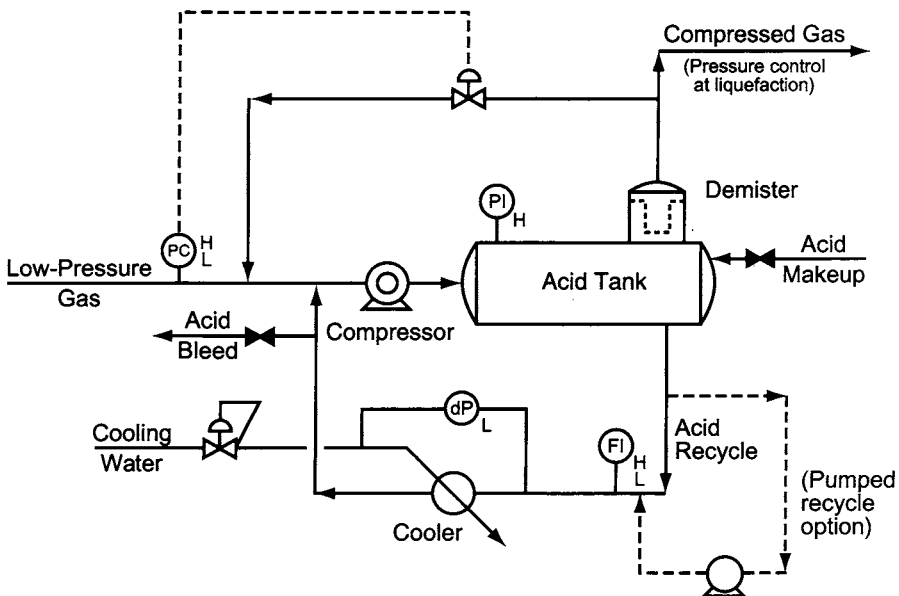 Compressed Gas
(Pressure control
at liquefaction)
Demister
PI
H
PC
H
L
Low-Pressure
Gas
Acid Tank
Acid
Makeup
Compressor
Acid
Bleed
dP
L
Cooling
Water
FI
H
L
Acid
Recycle
(Pumped
recycle
option)
Cooler